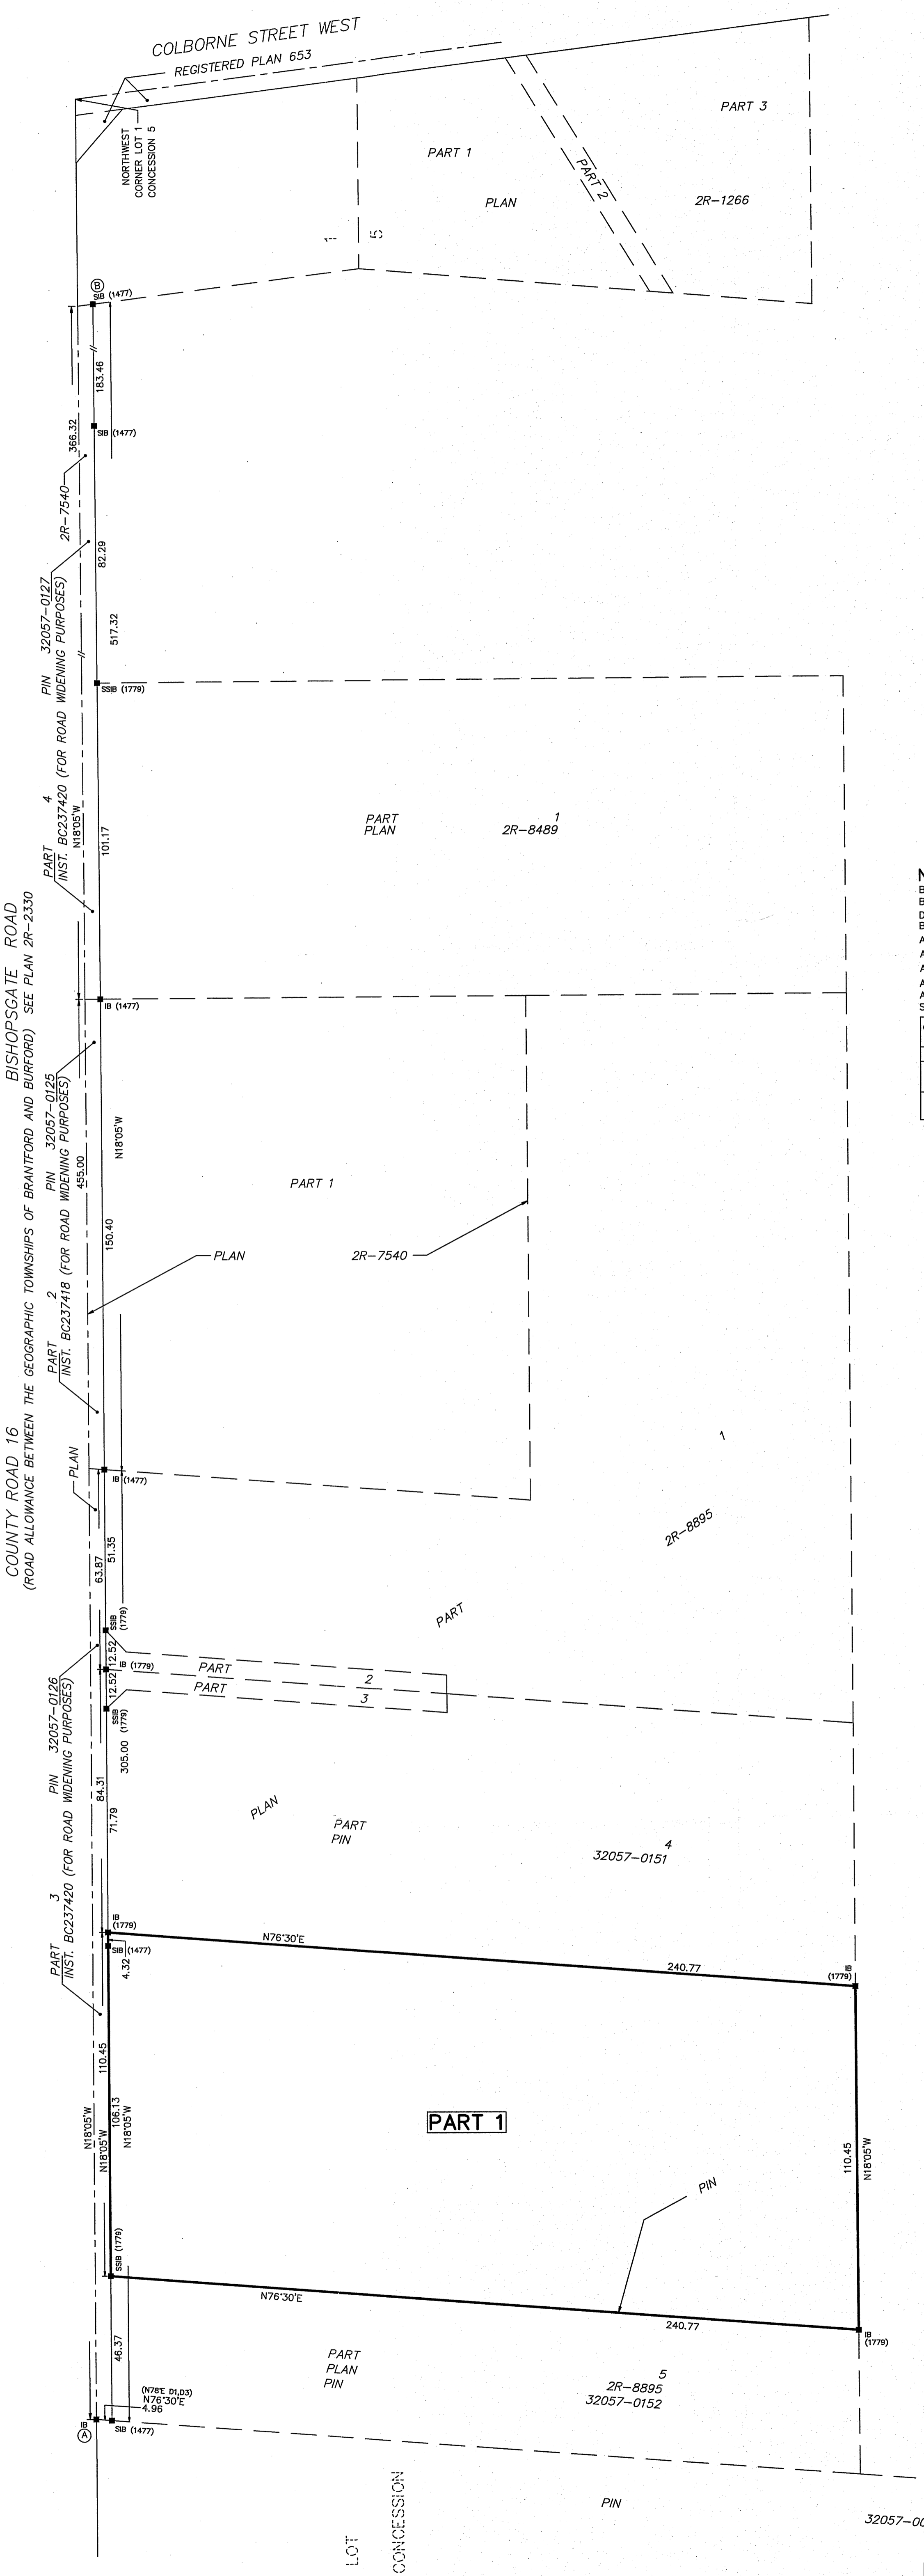 COLBORNE STREET WEST
REGISTERED PLAN 653
NORTHWEST
CORNER LOT 1
CONCESSION 5
PART 1
PLAN
PART 2
PART 3
2R-1266
1
5
B
SIB (1477)
183.46
366.32
SIB (1477)
2R-7540
82.29
517.32
PART 4 PIN 32057-0127
INST. BC237420 (FOR ROAD WIDENING PURPOSES)
N18°05'W
SSIB (1779)
101.17
PART 1
PLAN 2R-8489
IB (1477)
COUNTY ROAD 16 BISHOPSGATE ROAD
(ROAD ALLOWANCE BETWEEN THE GEOGRAPHIC TOWNSHIPS OF BRANTFORD AND BURFORD) SEE PLAN 2R-2330
PART 2 PIN 32057-0125
INST. BC237418 (FOR ROAD WIDENING PURPOSES)
455.00
N18°05'W
150.40
PART 1
PLAN 2R-7540
PLAN
IB (1477)
63.87
51.35
1
2R-8895
PART
SSIB (1779)
12.52
IB (1779)
12.52
SSIB (1779)
PART 2
PART 3
305.00
PART 3 PIN 32057-0126
INST. BC237420 (FOR ROAD WIDENING PURPOSES)
84.31
71.79
PLAN
PART 4
PIN 32057-0151
IB
(1779)
SIB (1477)
4.32
N76°30'E
240.77
IB
(1779)
110.45
106.13
N18°05'W
N18°05'W
N18°05'W
PART 1
110.45
N18°05'W
PIN
SSIB (1779)
N76°30'E
240.77
IB
(1779)
46.37
PART 5
PLAN 2R-8895
PIN 32057-0152
(N78°E D1,D3)
N76°30'E
4.96
IB
A
SIB (1477)
LOT
CONCESSION
PIN